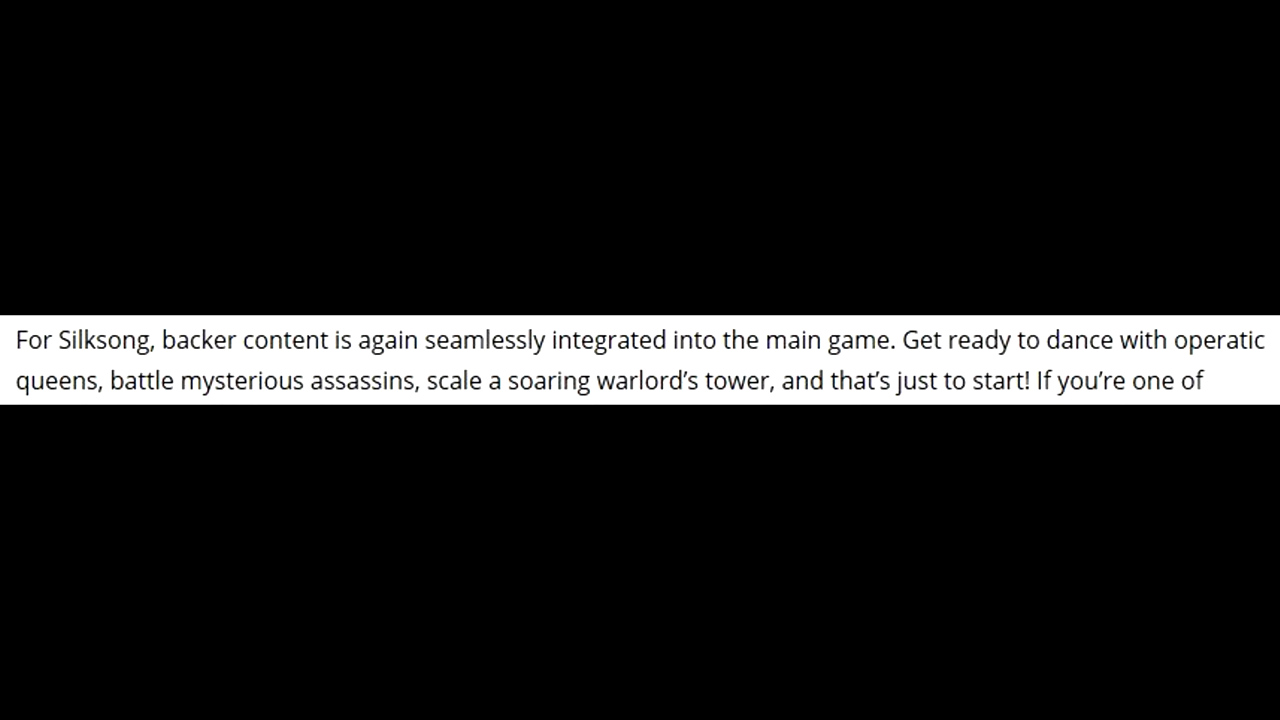 For Silksong, backer content is again seamlessly integrated into the main game. Get ready to dance with operatic
queens, battle mysterious assassins, scale a soaring warlord’s tower, and that’s just to start! If you’re one of